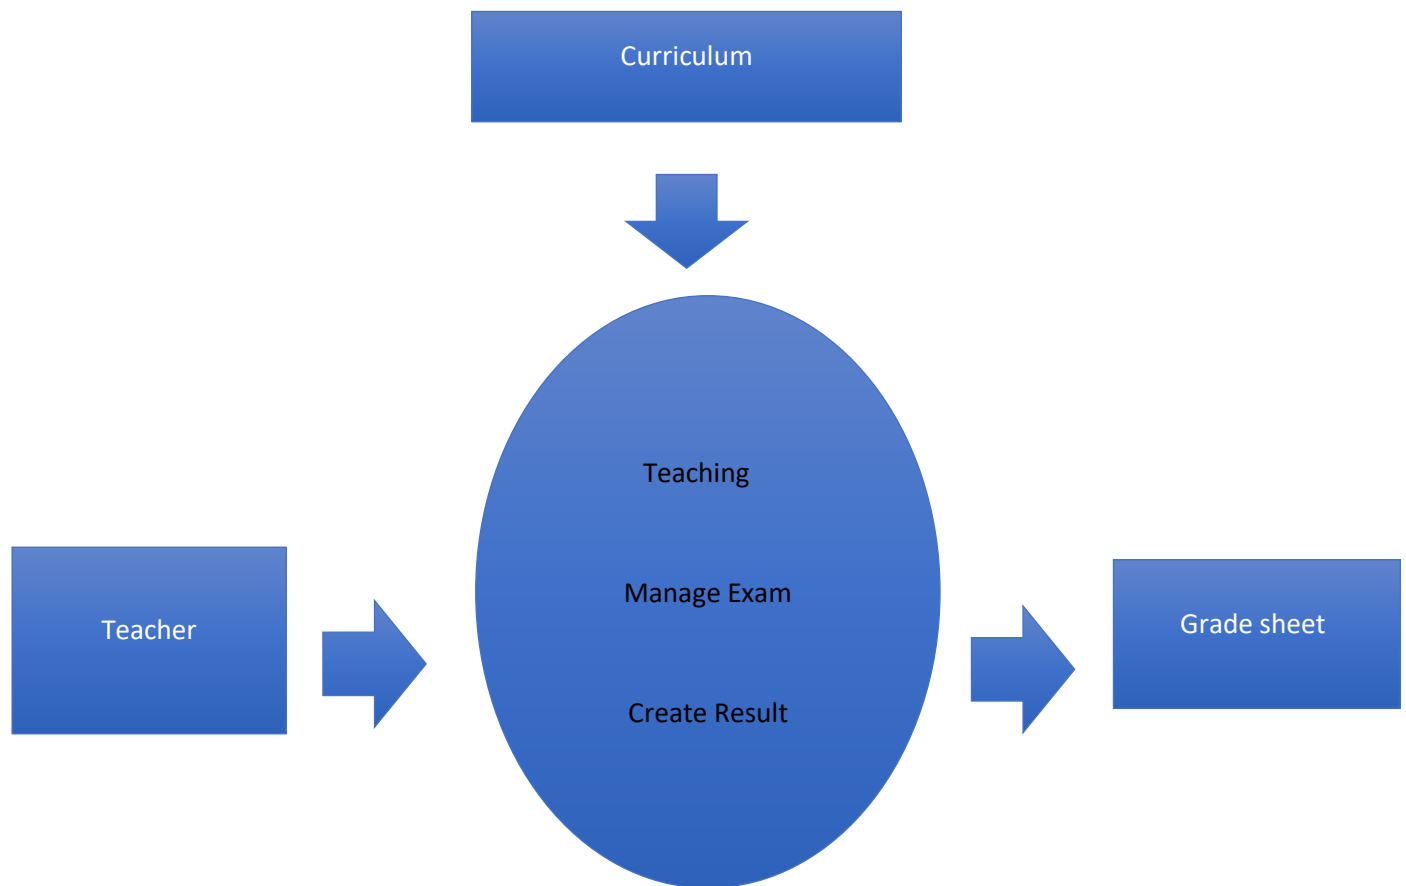 Curriculum
Teaching
Manage Exam
Teacher
Grade sheet
Create Result